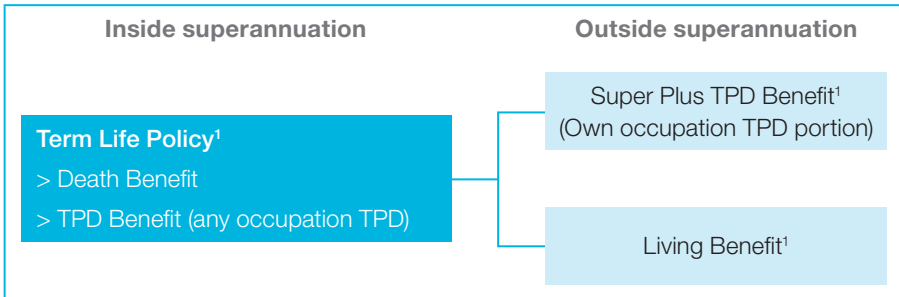 Inside superannuation
Outside superannuation
Term Life Policy¹
> Death Benefit
> TPD Benefit (any occupation TPD)
Super Plus TPD Benefit¹
(Own occupation TPD portion)
Living Benefit¹